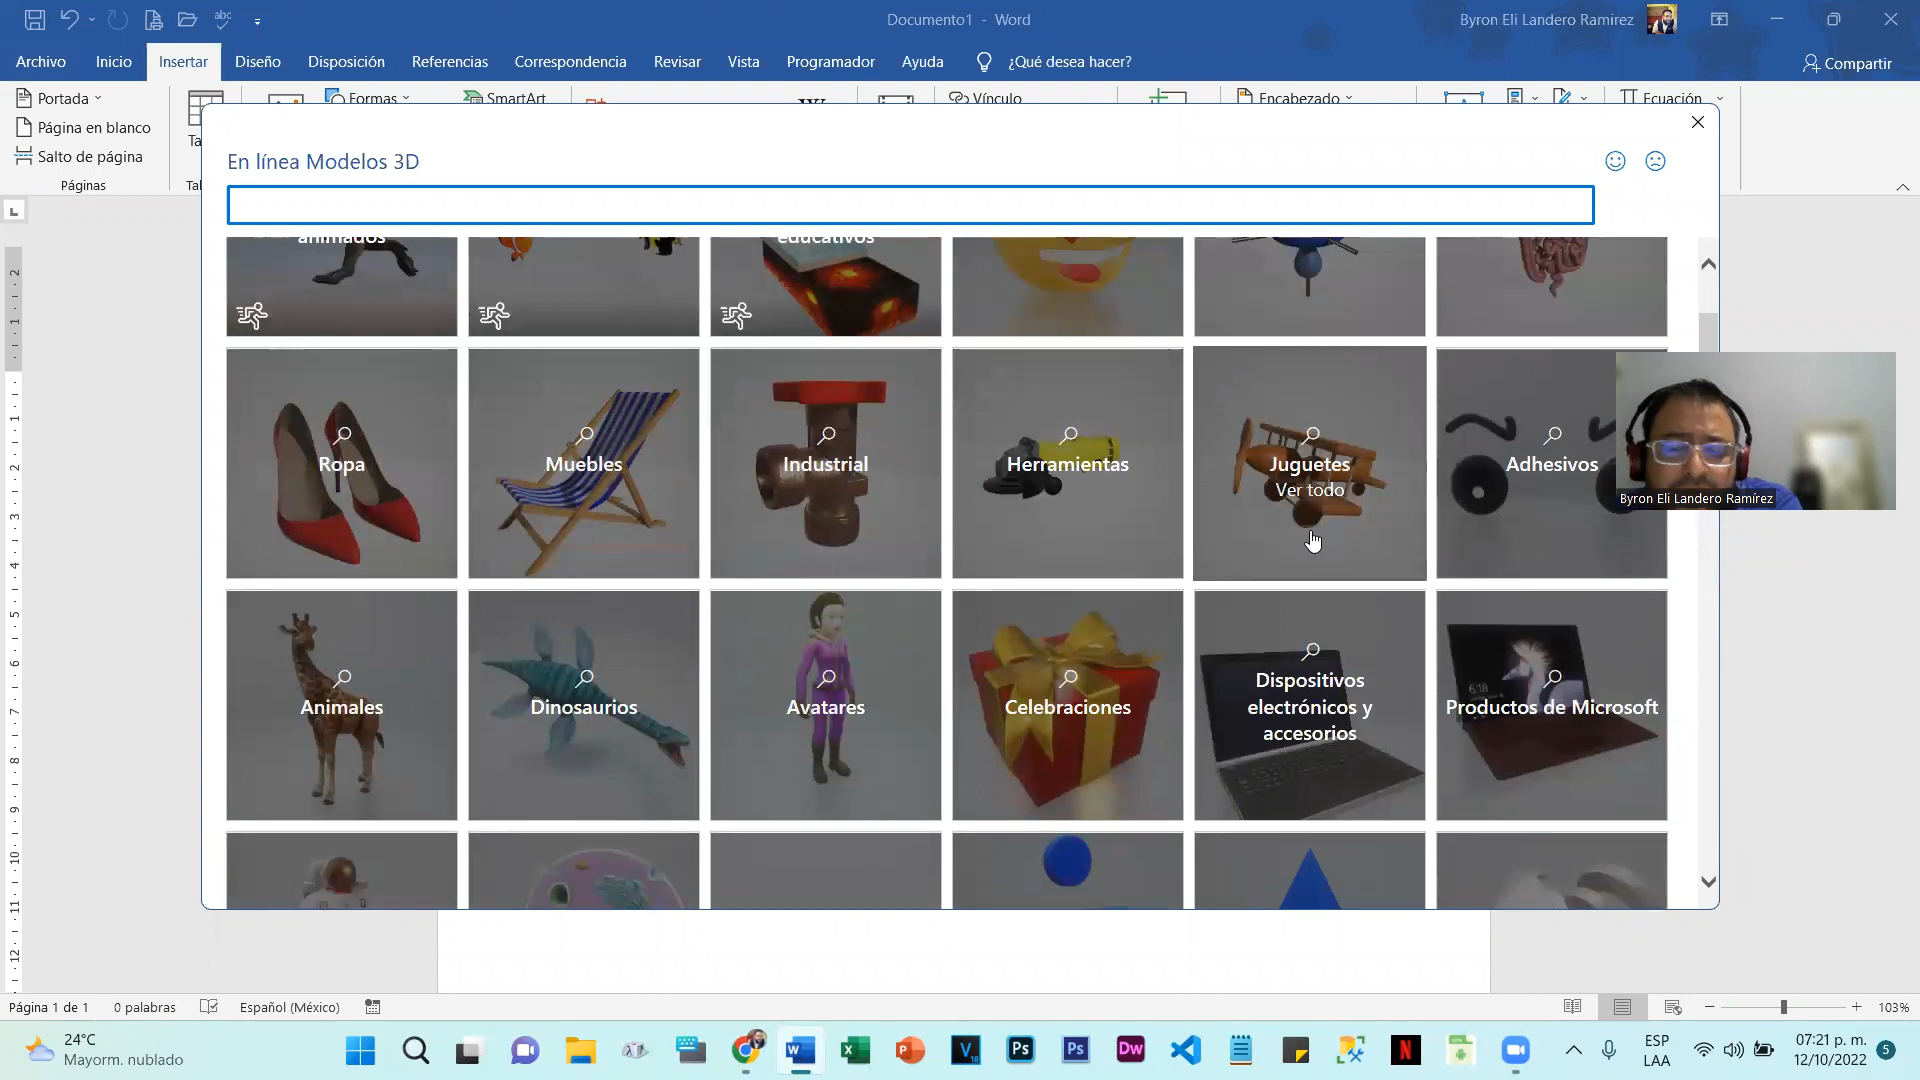 abc
Documento1 - Word
Byron Eli Landero Ramirez
Archivo
Inicio
Insertar
Diseño
Disposición
Referencias
Correspondencia
Revisar
Vista
Programador
Ayuda
¿Qué desea hacer?
Compartir
Portada
Formas
SmartArt
Vínculo
Encabezado
Ecuación
Página en blanco
Salto de página
Páginas
En línea Modelos 3D
animados
educativos
Ropa
Muebles
Industrial
Herramientas
Juguetes
Ver todo
Adhesivos
Byron Eli Landero Ramírez
Animales
Dinosaurios
Avatares
Celebraciones
Dispositivos
electrónicos y
accesorios
Productos de Microsoft
Página 1 de 1
0 palabras
Español (México)
103%
24°C
Mayorm. nublado
ESP
LAA
07:21 p. m.
12/10/2022
5